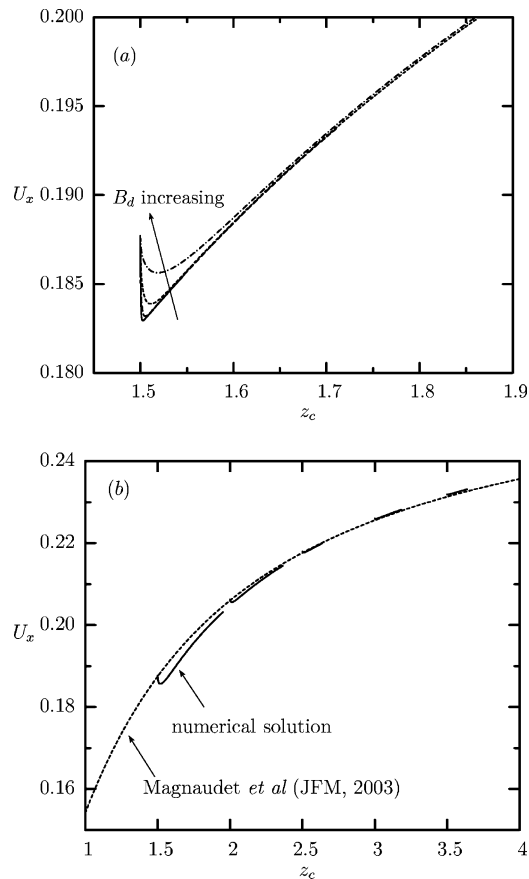 0.200
(a)
0.195
U_x 0.190
B_d increasing
0.185
0.180
1.5 1.6 1.7 1.8 1.9
z_c
0.24
(b)
0.22
U_x 0.20
0.18
numerical solution
0.16
Magnaudet et al (JFM, 2003)
1 1.5 2 2.5 3 3.5 4
z_c